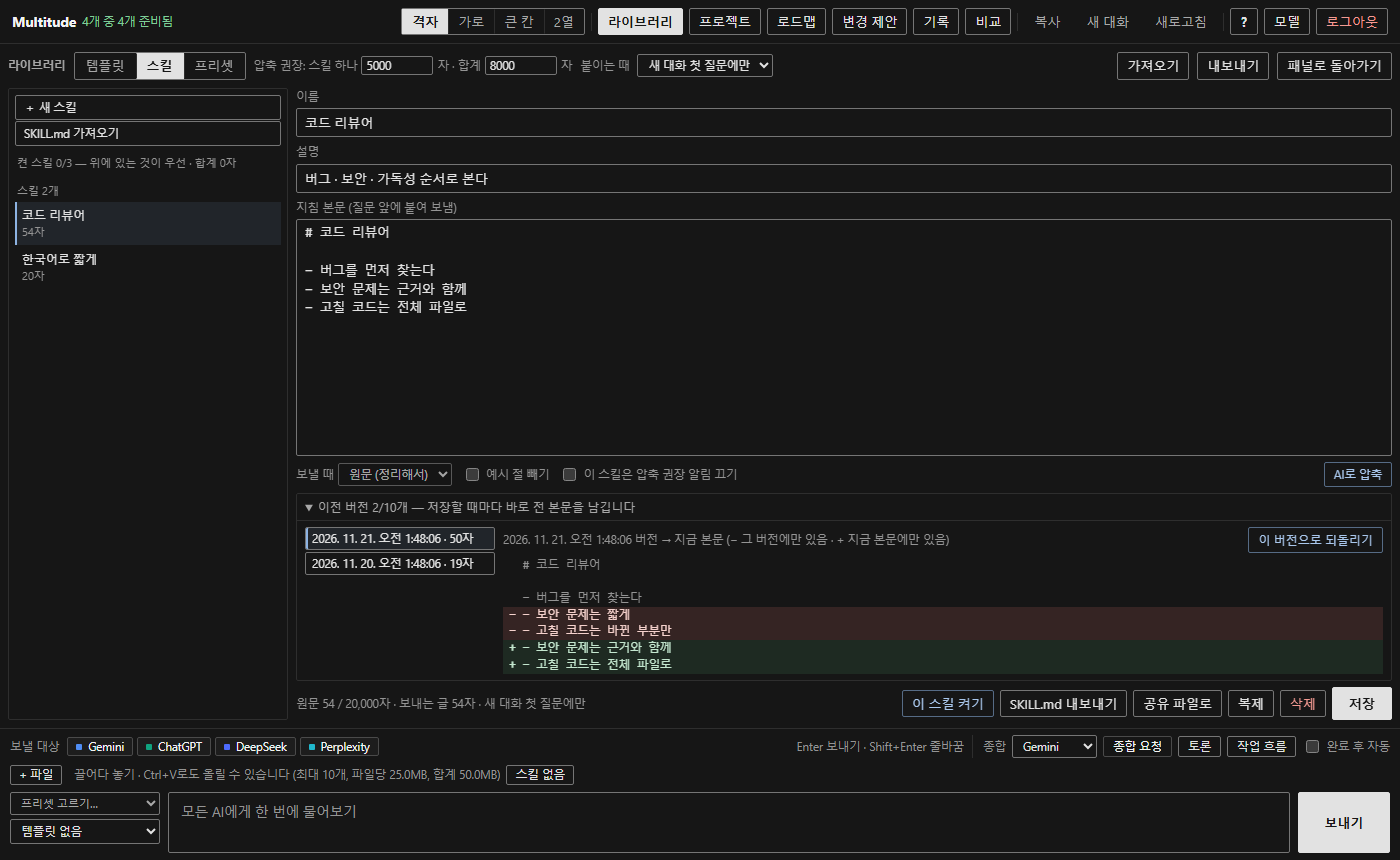 Multitude 4개 중 4개 준비됨 격자 가로 큰 칸 2열 라이브러리 프로젝트 로드맵 변경 제안 기록 비교 복사 새 대화 새로고침 ? 모델 로그아웃
라이브러리 템플릿 스킬 프리셋 압축 권장: 스킬 하나 5000 자 · 합계 8000 자 붙이는 때 새 대화 첫 질문에만 가져오기 내보내기 패널로 돌아가기
+ 새 스킬
SKILL.md 가져오기
켠 스킬 0/3 — 위에 있는 것이 우선 · 합계 0자
스킬 2개
코드 리뷰어
54자
한국어로 짧게
20자
이름
코드 리뷰어
설명
버그 · 보안 · 가독성 순서로 본다
지침 본문 (질문 앞에 붙여 보냄)
# 코드 리뷰어
- 버그를 먼저 찾는다
- 보안 문제는 근거와 함께
- 고칠 코드는 전체 파일로
보낼 때 원문 (정리해서) 예시 절 빼기 이 스킬은 압축 권장 알림 끄기 AI로 압축
▼ 이전 버전 2/10개 — 저장할 때마다 바로 전 본문을 남깁니다
2026. 11. 21. 오전 1:48:06 · 50자
2026. 11. 20. 오전 1:48:06 · 19자
2026. 11. 21. 오전 1:48:06 버전 → 지금 본문 (− 그 버전에만 있음 · + 지금 본문에만 있음) 이 버전으로 되돌리기
# 코드 리뷰어
- 버그를 먼저 찾는다
− - 보안 문제는 짧게
− - 고칠 코드는 바뀐 부분만
+ - 보안 문제는 근거와 함께
+ - 고칠 코드는 전체 파일로
원문 54 / 20,000자 · 보내는 글 54자 · 새 대화 첫 질문에만 이 스킬 켜기 SKILL.md 내보내기 공유 파일로 복제 삭제 저장
보낼 대상 Gemini ChatGPT DeepSeek Perplexity Enter 보내기 · Shift+Enter 줄바꿈 종합 Gemini 종합 요청 토론 작업 흐름 완료 후 자동
+ 파일 끌어다 놓기 · Ctrl+V로도 올릴 수 있습니다 (최대 10개, 파일당 25.0MB, 합계 50.0MB) 스킬 없음
프리셋 고르기...
템플릿 없음
모든 AI에게 한 번에 물어보기
보내기